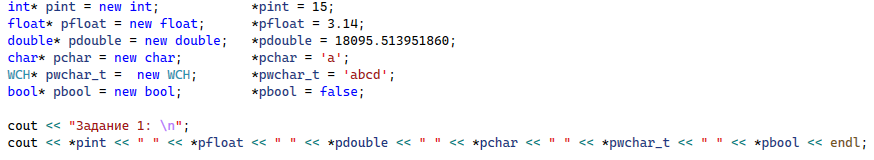 int* pint = new int;            *pint = 15;
float* pfloat = new float;      *pfloat = 3.14;
double* pdouble = new double;   *pdouble = 18095.513951860;
char* pchar = new char;         *pchar = 'a';
WCH* pwchar_t =  new WCH;       *pwchar_t = 'abcd';
bool* pbool = new bool;         *pbool = false;

cout << "Задание 1: \n";
cout << *pint << " " << *pfloat << " " << *pdouble << " " << *pchar << " " << *pwchar_t << " " << *pbool << endl;